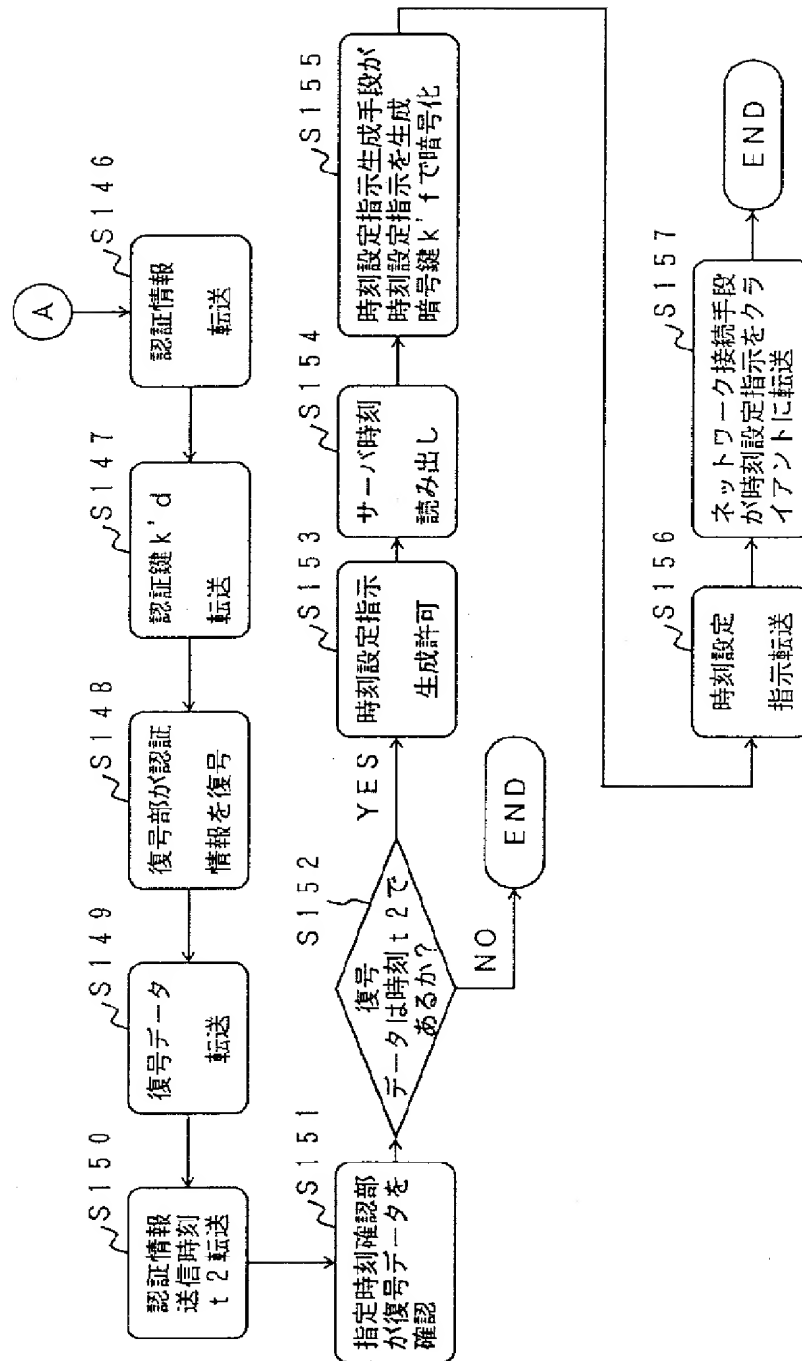 A
S146
認証情報
転送
S147
認証鍵k'd
転送
S148
復号部が認証
情報を復号
S149
復号データ
転送
S150
認証情報
送信時刻
t2転送
S151
指定時刻確認部
が復号データを
確認
S152
復号
データは時刻t2で
あるか?
NO
END
YES
S153
時刻設定指示
生成許可
S154
サーバ時刻
読み出し
S155
時刻設定指示生成手段が
時刻設定指示を生成
暗号鍵k'fで暗号化
S156
時刻設定
指示転送
S157
ネットワーク接続手段
が時刻設定指示をクラ
イアントに転送
END